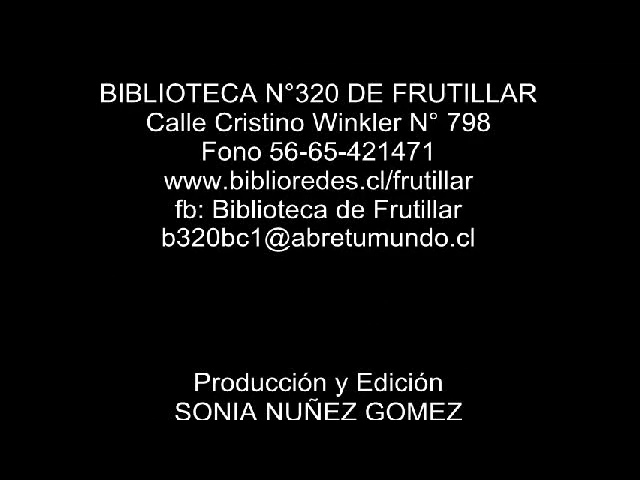 BIBLIOTECA N°320 DE FRUTILLAR
Calle Cristino Winkler N° 798
Fono 56-65-421471
www.biblioredes.cl/frutillar
fb: Biblioteca de Frutillar
b320bc1@abretumundo.cl
Producción y Edición
SONIA NUÑEZ GOMEZ